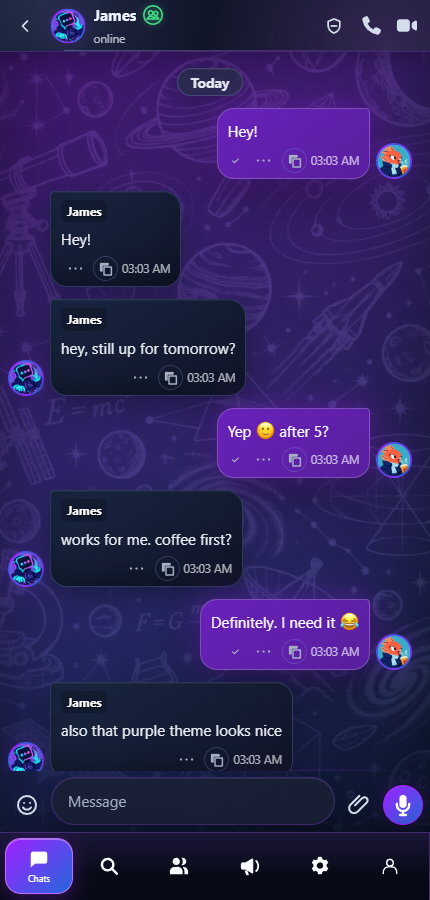 James
online
Today
Hey!
03:03 AM
James
Hey!
03:03 AM
James
hey, still up for tomorrow?
03:03 AM
Yep 🙂 after 5?
03:03 AM
James
works for me. coffee first?
03:03 AM
Definitely. I need it 😂
03:03 AM
James
also that purple theme looks nice
03:03 AM
Message
Chats
E = mc
F=G